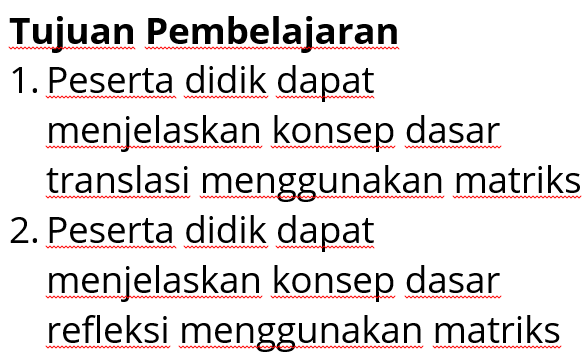 Tujuan Pembelajaran
1. Peserta didik dapat
menjelaskan konsep dasar
translasi menggunakan matriks
2. Peserta didik dapat
menjelaskan konsep dasar
refleksi menggunakan matriks